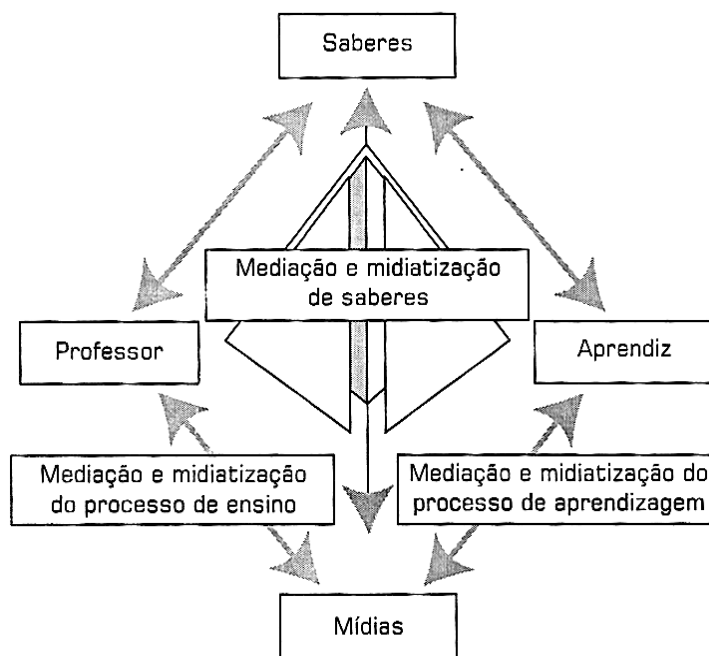 Saberes
Mediação e midiatização
de saberes
Professor
Aprendiz
Mediação e midiatização
do processo de ensino
Mediação e midiatização do
processo de aprendizagem
Mídias